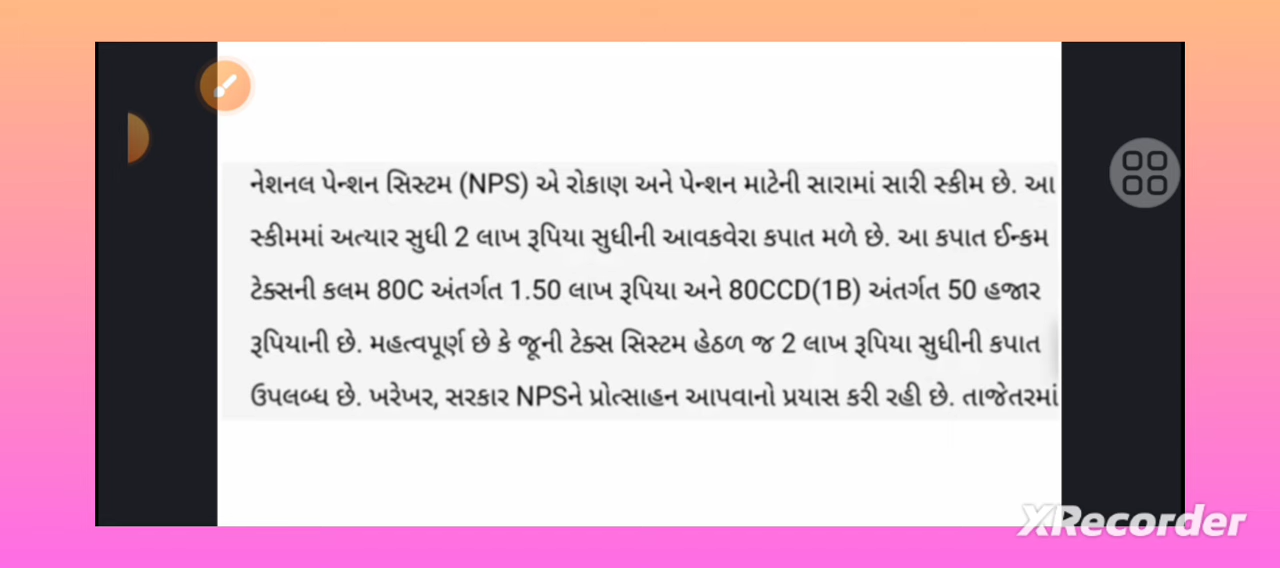 નેશનલ પેન્શન સિસ્ટમ (NPS) એ રોકાણ અને પેન્શન માટેની સારામાં સારી સ્કીમ છે. આ
સ્કીમમાં અત્યાર સુધી 2 લાખ રૂપિયા સુધીની આવકવેરા કપાત મળે છે. આ કપાત ઈન્કમ
ટેક્સની કલમ 80C અંતર્ગત 1.50 લાખ રૂપિયા અને 80CCD(1B) અંતર્ગત 50 હજાર
રૂપિયાની છે. મહત્વપૂર્ણ છે કે જૂની ટેક્સ સિસ્ટમ હેઠળ જ 2 લાખ રૂપિયા સુધીની કપાત
ઉપલબ્ધ છે. ખરેખર, સરકાર NPSને પ્રોત્સાહન આપવાનો પ્રયાસ કરી રહી છે. તાજેતરમાં
XRecorder